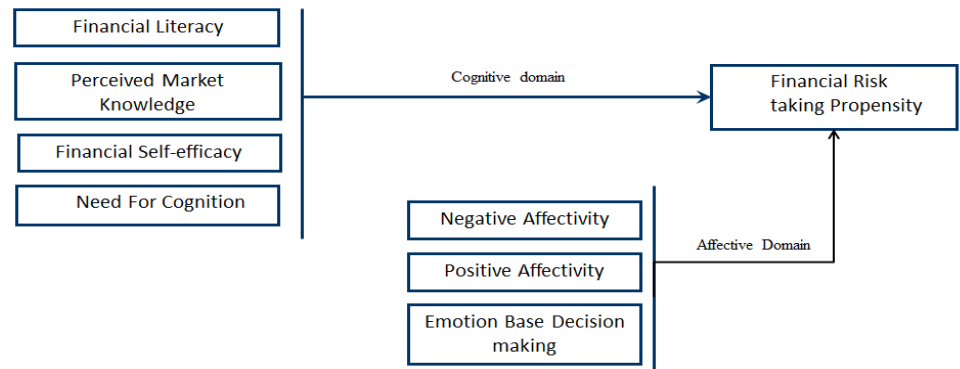 Financial Literacy
Perceived Market
Knowledge
Financial Self-efficacy
Need For Cognition
Cognitive domain
Financial Risk
taking Propensity
Negative Affectivity
Positive Affectivity
Emotion Base Decision
making
Affective Domain